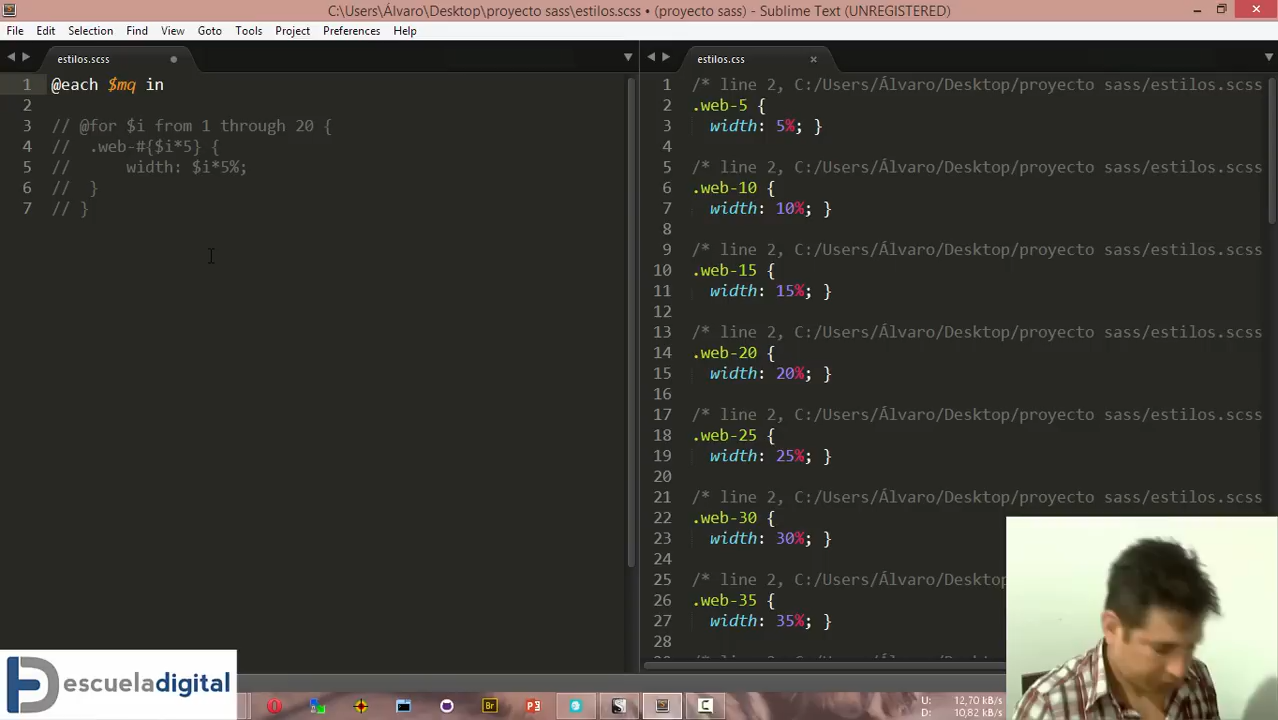 C:\Users\Álvaro\Desktop\proyecto sass\estilos.scss • (proyecto sass) - Sublime Text (UNREGISTERED)
File Edit Selection Find View Goto Tools Project Preferences Help
estilos.scss
1 @each $mq in
2
3 // @for $i from 1 through 20 {
4 // .web-#{$i*5} {
5 // width: $i*5%;
6 // }
7 // }
estilos.css
1 /* line 2, C:/Users/Álvaro/Desktop/proyecto sass/estilos.scss
2 .web-5 {
3 width: 5%; }
4
5 /* line 2, C:/Users/Álvaro/Desktop/proyecto sass/estilos.scss
6 .web-10 {
7 width: 10%; }
8
9 /* line 2, C:/Users/Álvaro/Desktop/proyecto sass/estilos.scss
10 .web-15 {
11 width: 15%; }
12
13 /* line 2, C:/Users/Álvaro/Desktop/proyecto sass/estilos.scss
14 .web-20 {
15 width: 20%; }
16
17 /* line 2, C:/Users/Álvaro/Desktop/proyecto sass/estilos.scss
18 .web-25 {
19 width: 25%; }
20
21 /* line 2, C:/Users/Álvaro/Desktop/proyecto sass/estilos.scss
22 .web-30 {
23 width: 30%; }
24
25 /* line 2, C:/Users/Álvaro/Desktop
26 .web-35 {
27 width: 35%; }
28
escueladigital
Br
U: 12,70 kB/s
D: 10,82 kB/s